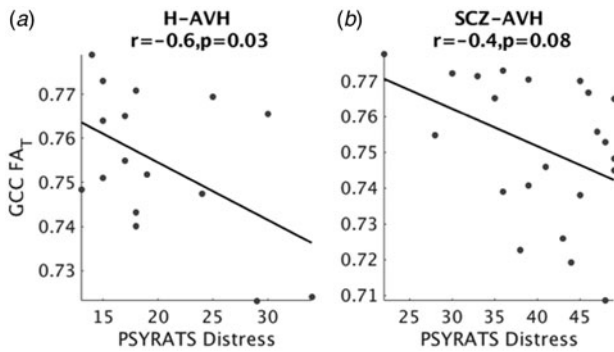 (a) H-AVH
r=-0.6,p=0.03
GCC FA_T
0.77
0.76
0.75
0.74
0.73
15 20 25 30
PSYRATS Distress
(b) SCZ-AVH
r=-0.4,p=0.08
0.77
0.76
0.75
0.74
0.73
0.72
0.71
25 30 35 40 45
PSYRATS Distress